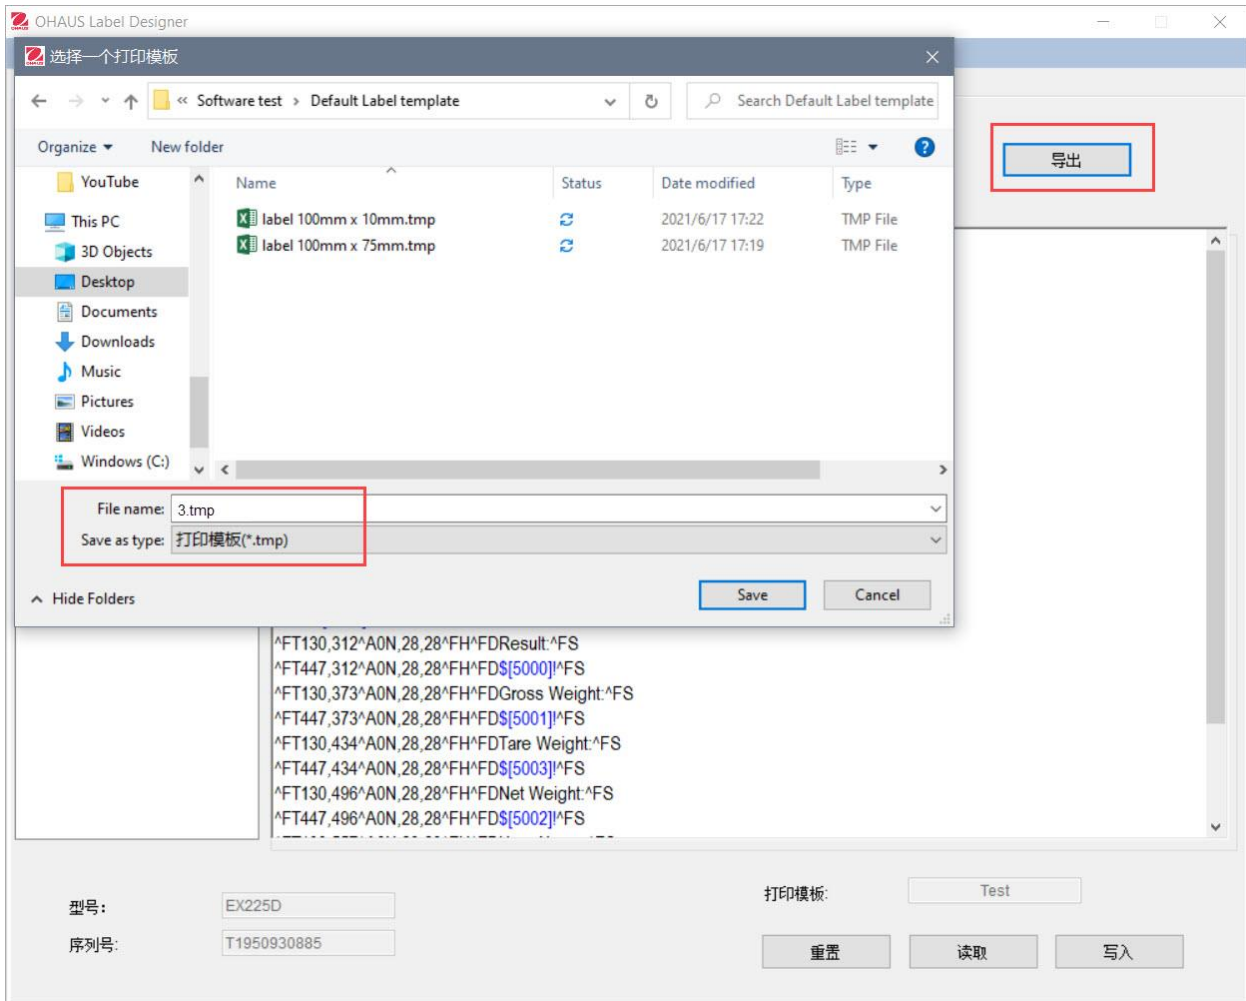 OHAUS Label Designer
选择一个打印模板
« Software test > Default Label template
Search Default Label template
Organize
New folder
导出
YouTube
Name
Status
Date modified
Type
This PC
label 100mm x 10mm.tmp
2021/6/17 17:22
TMP File
3D Objects
label 100mm x 75mm.tmp
2021/6/17 17:19
TMP File
Desktop
Documents
Downloads
Music
Pictures
Videos
Windows (C:)
File name: 3.tmp
Save as type: 打印模板(*.tmp)
Hide Folders
Save
Cancel
^FT130,312^A0N,28,28^FH^FDResult:^FS
^FT447,312^A0N,28,28^FH^FD$[5000]!^FS
^FT130,373^A0N,28,28^FH^FDGross Weight:^FS
^FT447,373^A0N,28,28^FH^FD$[5001]!^FS
^FT130,434^A0N,28,28^FH^FDTare Weight:^FS
^FT447,434^A0N,28,28^FH^FD$[5003]!^FS
^FT130,496^A0N,28,28^FH^FDNet Weight:^FS
^FT447,496^A0N,28,28^FH^FD$[5002]!^FS
型号: EX225D
打印模板: Test
序列号: T1950930885
重置
读取
写入